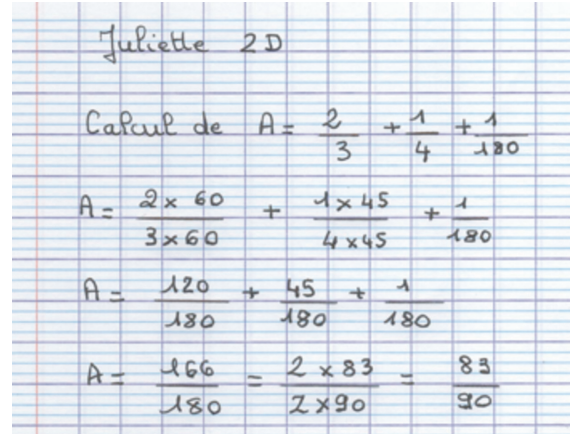 Juliette 2D
Calcul de A = 2/3 + 1/4 + 1/180
A = 2 × 60/3 × 60 + 1 × 45/4 × 45 + 1/180
A = 120/180 + 45/180 + 1/180
A = 166/180 = 2 × 83/2 × 90 = 83/90